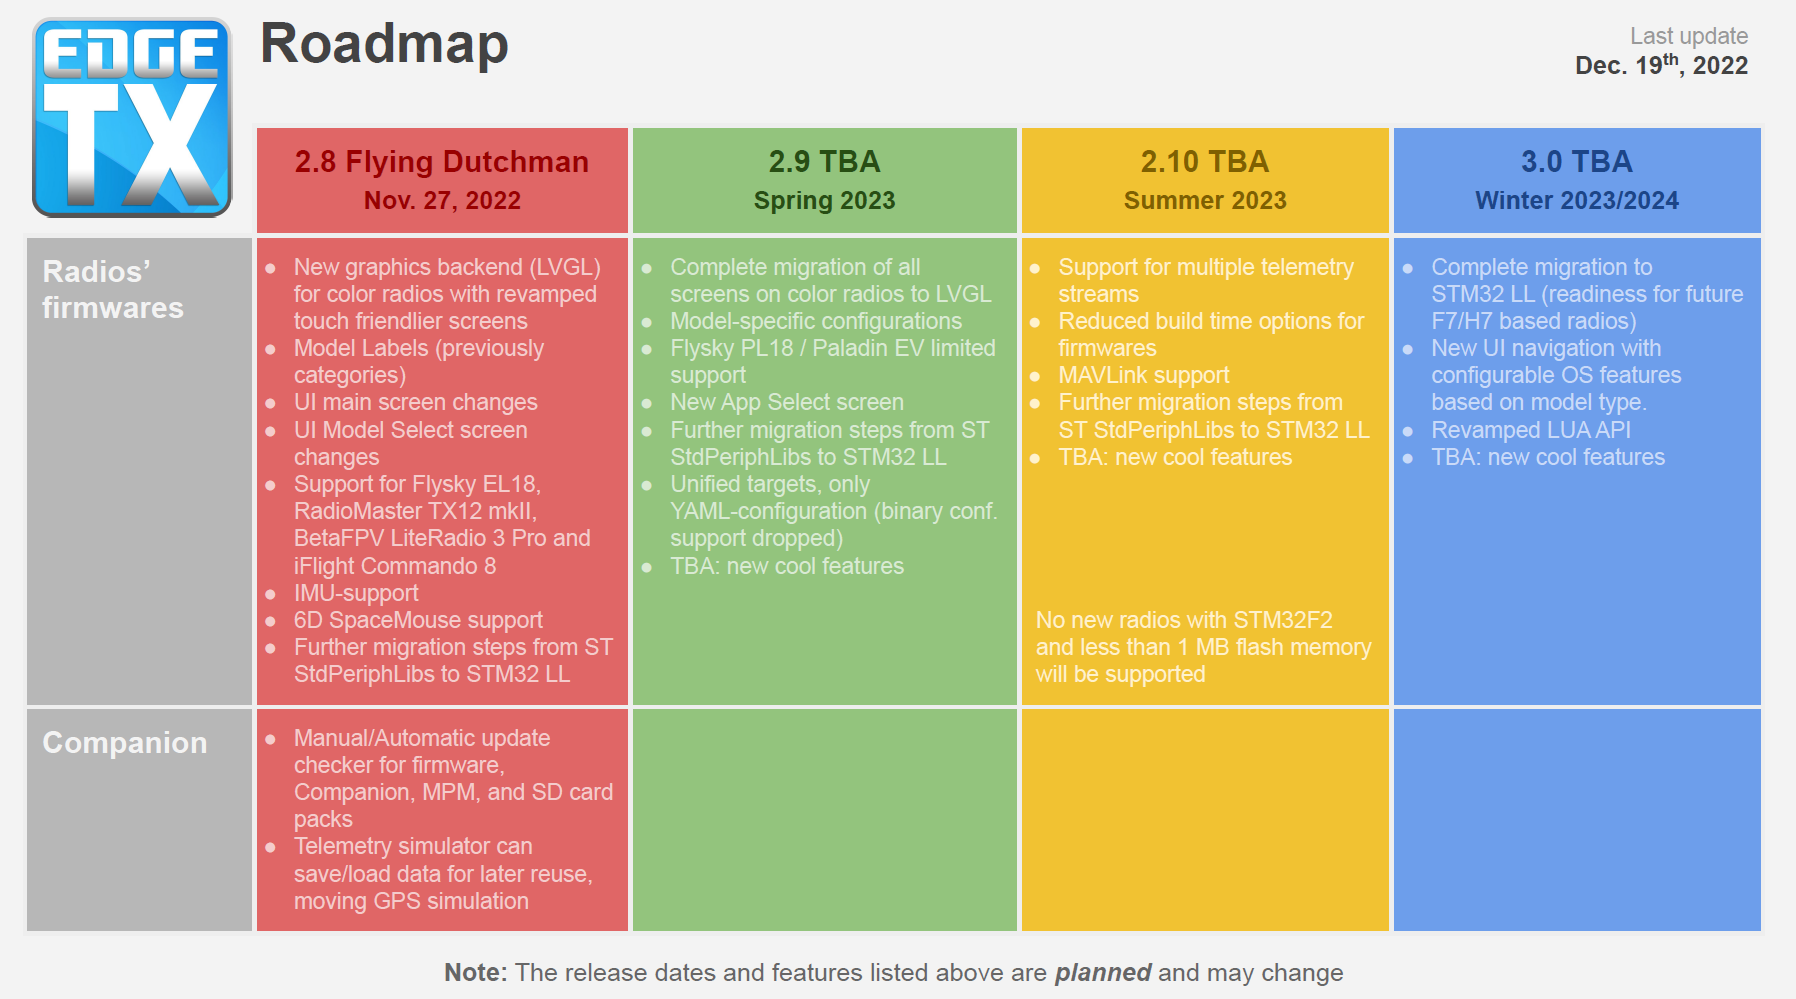 EDGE
TX
Roadmap
Last update
Dec. 19th, 2022
2.8 Flying Dutchman
Nov. 27, 2022
2.9 TBA
Spring 2023
2.10 TBA
Summer 2023
3.0 TBA
Winter 2023/2024
Radios’
firmwares
● New graphics backend (LVGL)
for color radios with revamped
touch friendlier screens
● Model Labels (previously
categories)
● UI main screen changes
● UI Model Select screen
changes
● Support for Flysky EL18,
RadioMaster TX12 mkII,
BetaFPV LiteRadio 3 Pro and
iFlight Commando 8
● IMU-support
● 6D SpaceMouse support
● Further migration steps from ST
StdPeriphLibs to STM32 LL
● Complete migration of all
screens on color radios to LVGL
● Model-specific configurations
● Flysky PL18 / Paladin EV limited
support
● New App Select screen
● Further migration steps from ST
StdPeriphLibs to STM32 LL
● Unified targets, only
YAML-configuration (binary conf.
support dropped)
● TBA: new cool features
● Support for multiple telemetry
streams
● Reduced build time options for
firmwares
● MAVLink support
● Further migration steps from
ST StdPeriphLibs to STM32 LL
● TBA: new cool features
No new radios with STM32F2
and less than 1 MB flash memory
will be supported
● Complete migration to
STM32 LL (readiness for future
F7/H7 based radios)
● New UI navigation with
configurable OS features
based on model type.
● Revamped LUA API
● TBA: new cool features
Companion
● Manual/Automatic update
checker for firmware,
Companion, MPM, and SD card
packs
● Telemetry simulator can
save/load data for later reuse,
moving GPS simulation
Note: The release dates and features listed above are planned and may change